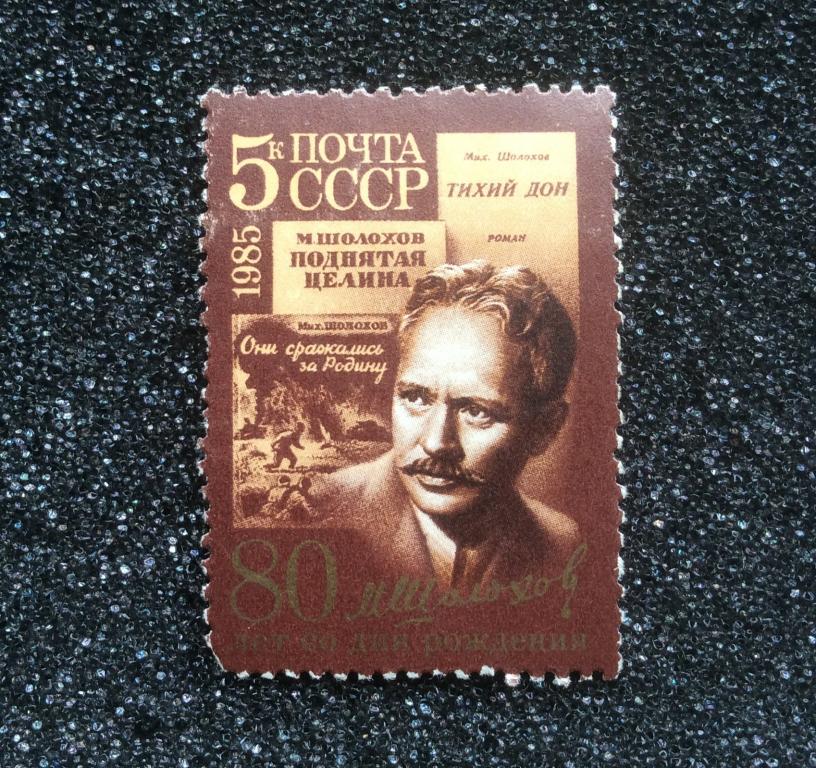 5к ПОЧТА
СССР
1985
Мих. Шолохов
ТИХИЙ ДОН
РОМАН
М. ШОЛОХОВ
ПОДНЯТАЯ
ЦЕЛИНА
Мих. ШОЛОХОВ
Они сражались
за Родину
80 М Шолохов
лет со дня рождения